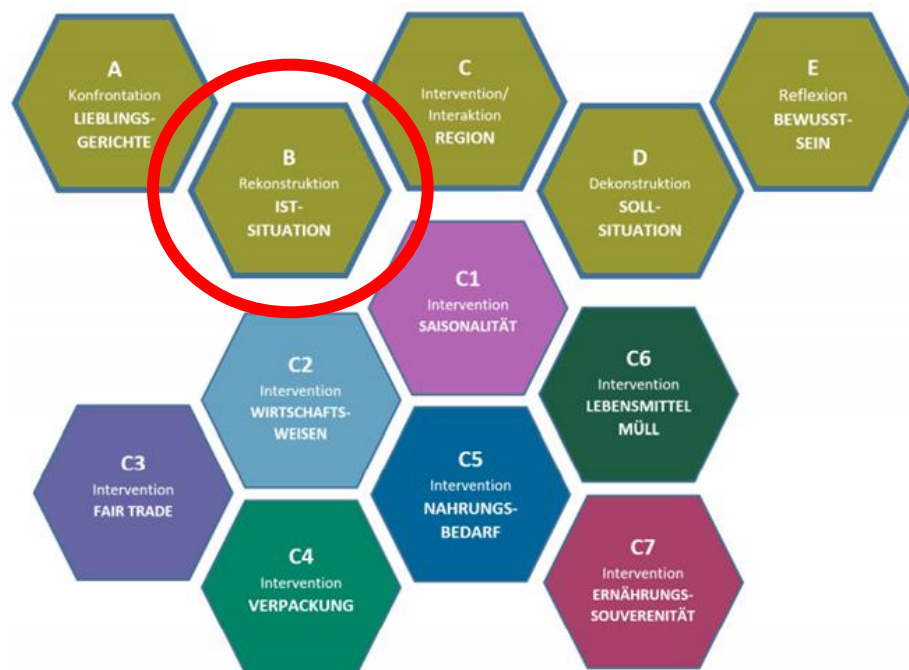 A
Konfrontation
LIEBLINGS-
GERICHTE
B
Rekonstruktion
IST-
SITUATION
C
Intervention/
Interaktion
REGION
D
Dekonstruktion
SOLL-
SITUATION
E
Reflexion
BEWUSST-
SEIN
C1
Intervention
SAISONALITÄT
C2
Intervention
WIRTSCHAFTS-
WEISEN
C6
Intervention
LEBENSMITTEL
MÜLL
C3
Intervention
FAIR TRADE
C5
Intervention
NAHRUNGS-
BEDARF
C4
Intervention
VERPACKUNG
C7
Intervention
ERNÄHRUNGS-
SOUVERENITÄT